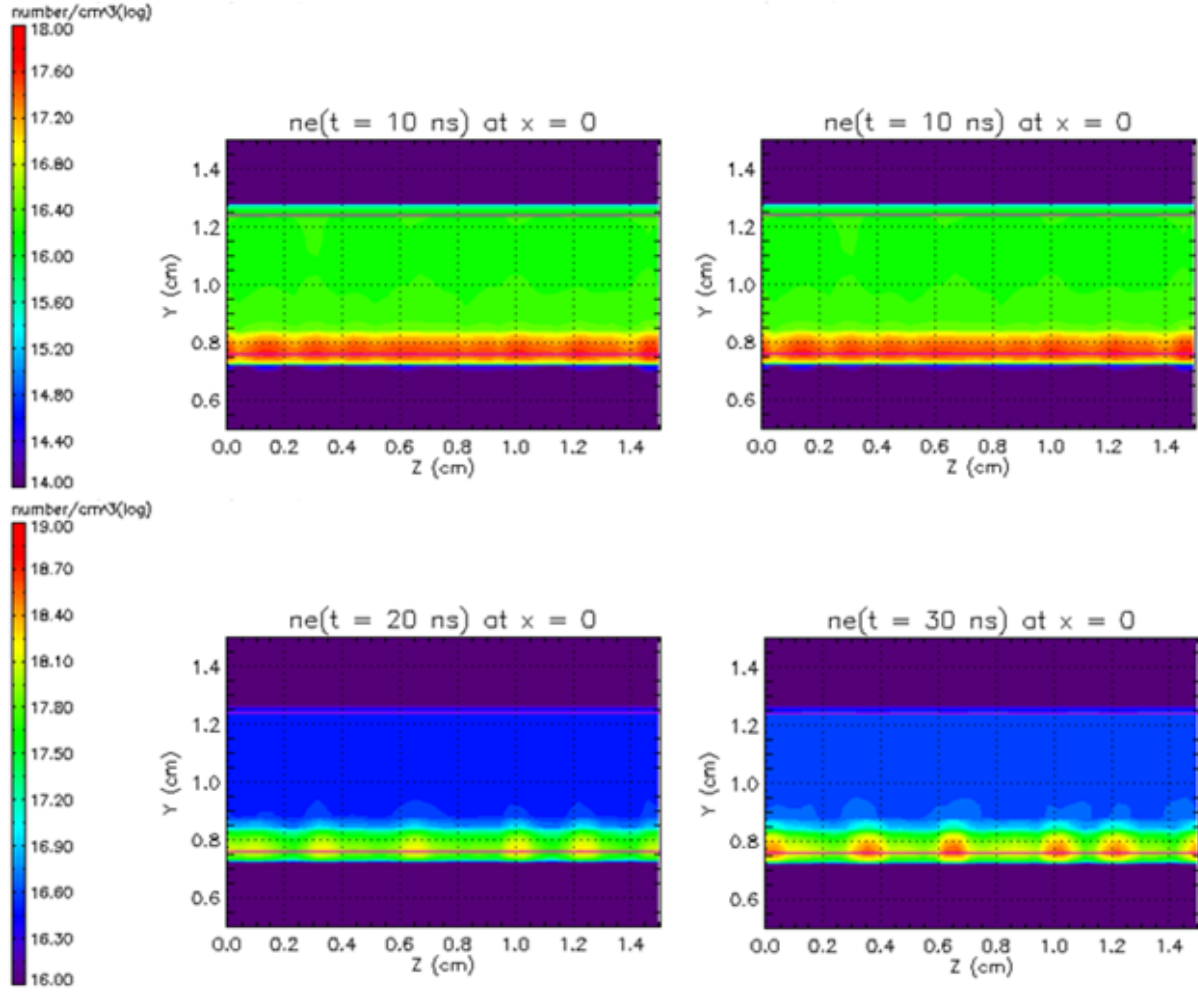 number/cm^3(log)
18.00
17.60
17.20
16.80
16.40
16.00
15.60
15.20
14.80
14.40
14.00
ne(t = 10 ns) at x = 0
Y (cm)
1.4
1.2
1.0
0.8
0.6
0.0 0.2 0.4 0.6 0.8 1.0 1.2 1.4
Z (cm)
ne(t = 10 ns) at x = 0
Y (cm)
1.4
1.2
1.0
0.8
0.6
0.0 0.2 0.4 0.6 0.8 1.0 1.2 1.4
Z (cm)
number/cm^3(log)
19.00
18.70
18.40
18.10
17.80
17.50
17.20
16.90
16.60
16.30
16.00
ne(t = 20 ns) at x = 0
Y (cm)
1.4
1.2
1.0
0.8
0.6
0.0 0.2 0.4 0.6 0.8 1.0 1.2 1.4
Z (cm)
ne(t = 30 ns) at x = 0
Y (cm)
1.4
1.2
1.0
0.8
0.6
0.0 0.2 0.4 0.6 0.8 1.0 1.2 1.4
Z (cm)